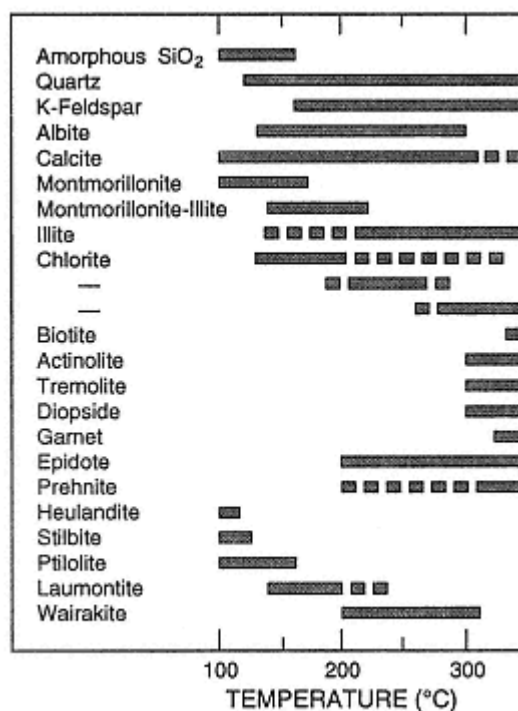 Amorphous SiO₂
Quartz
K-Feldspar
Albite
Calcite
Montmorillonite
Montmorillonite-Illite
Illite
Chlorite
—
—
Biotite
Actinolite
Tremolite
Diopside
Garnet
Epidote
Prehnite
Heulandite
Stilbite
Ptilolite
Laumontite
Wairakite
100 200 300
TEMPERATURE (°C)